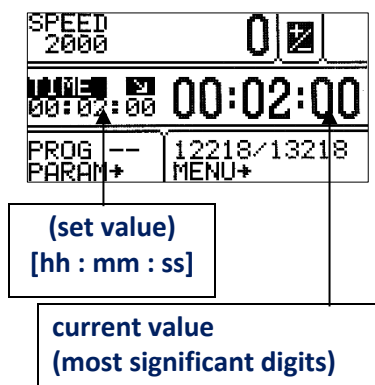 SPEED
2000 0
TIME
00:02:00 00:02:00
PROG -- 12218/13218
PARAM→ MENU→
(set value)
[hh : mm : ss]
current value
(most significant digits)